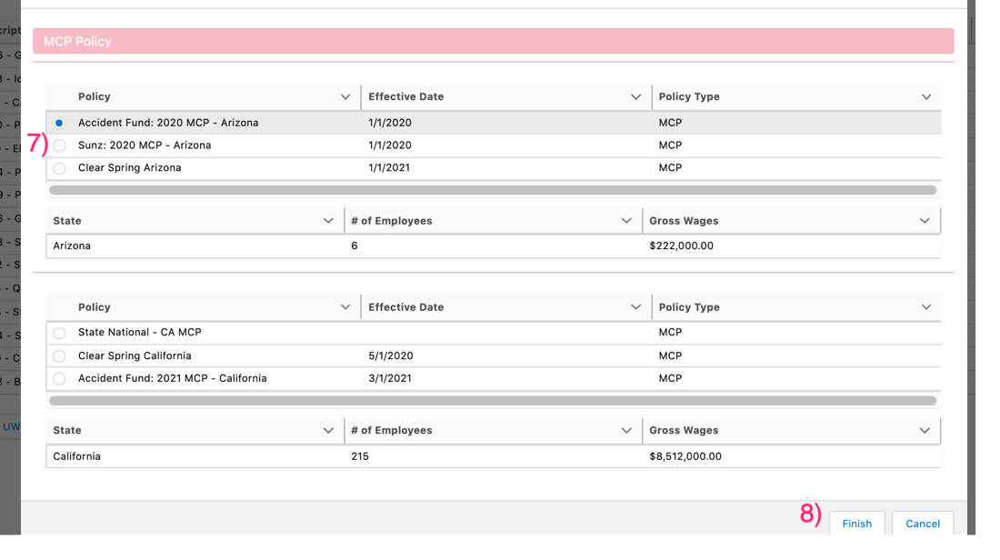 cript
MCP Policy
6 - G
Policy Effective Date Policy Type
Accident Fund: 2020 MCP - Arizona 1/1/2020 MCP
7)
Sunz: 2020 MCP - Arizona 1/1/2020 MCP
Clear Spring Arizona 1/1/2021 MCP
State # of Employees Gross Wages
Arizona 6 $222,000.00
Policy Effective Date Policy Type
State National - CA MCP MCP
Clear Spring California 5/1/2020 MCP
Accident Fund: 2021 MCP - California 3/1/2021 MCP
UW
State # of Employees Gross Wages
California 215 $8,512,000.00
8)
Finish Cancel